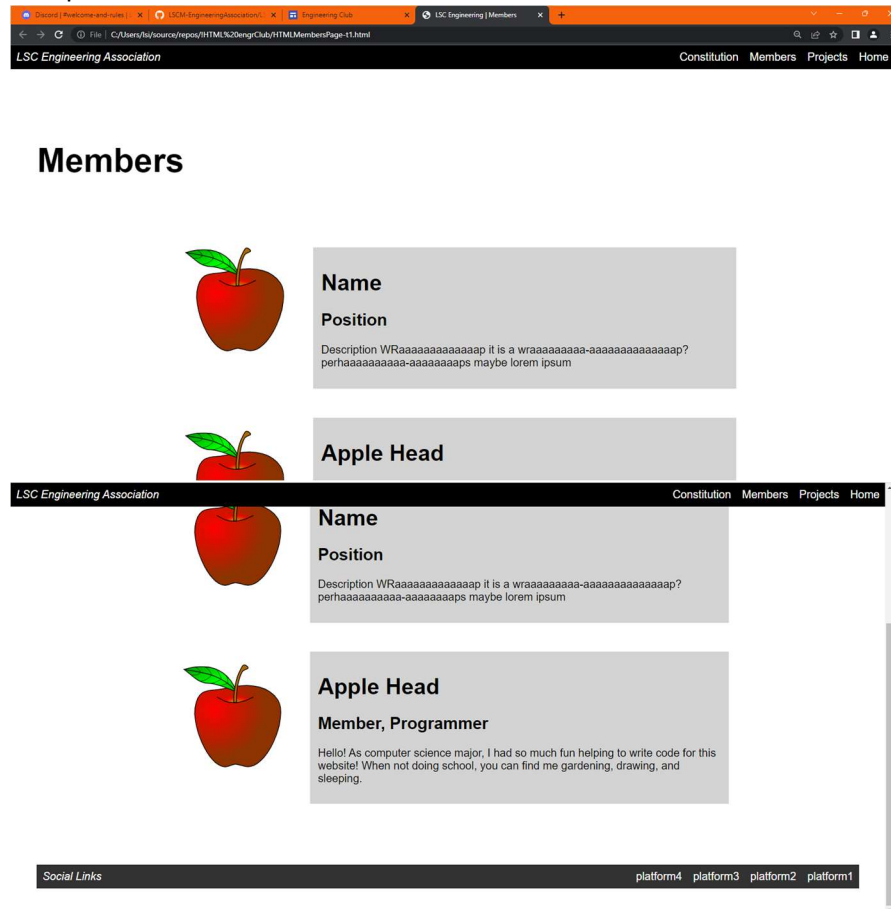 Discord | #welcome-and-rules |
LSCM-EngineeringAssociation/L
Engineering Club
LSC Engineering | Members
File | C:/Users/lsi/source/repos/!HTML%20engrClub/HTMLMembersPage-t1.html
LSC Engineering Association Constitution Members Projects Home
Members
Name
Position
Description WRaaaaaaaaaaaaap it is a wraaaaaaaaa-aaaaaaaaaaaaaap?
perhaaaaaaaaaa-aaaaaaaaps maybe lorem ipsum
Apple Head
LSC Engineering Association Constitution Members Projects Home
Name
Position
Description WRaaaaaaaaaaaaap it is a wraaaaaaaaa-aaaaaaaaaaaaaap?
perhaaaaaaaaaa-aaaaaaaaps maybe lorem ipsum
Apple Head
Member, Programmer
Hello! As computer science major, I had so much fun helping to write code for this
website! When not doing school, you can find me gardening, drawing, and
sleeping.
Social Links platform4 platform3 platform2 platform1